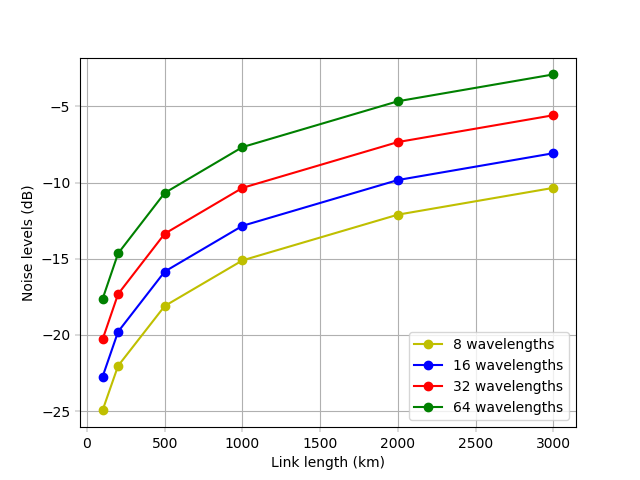 −5
−10
−15
−20
−25
Noise levels (dB)
8 wavelengths
16 wavelengths
32 wavelengths
64 wavelengths
0 500 1000 1500 2000 2500 3000
Link length (km)